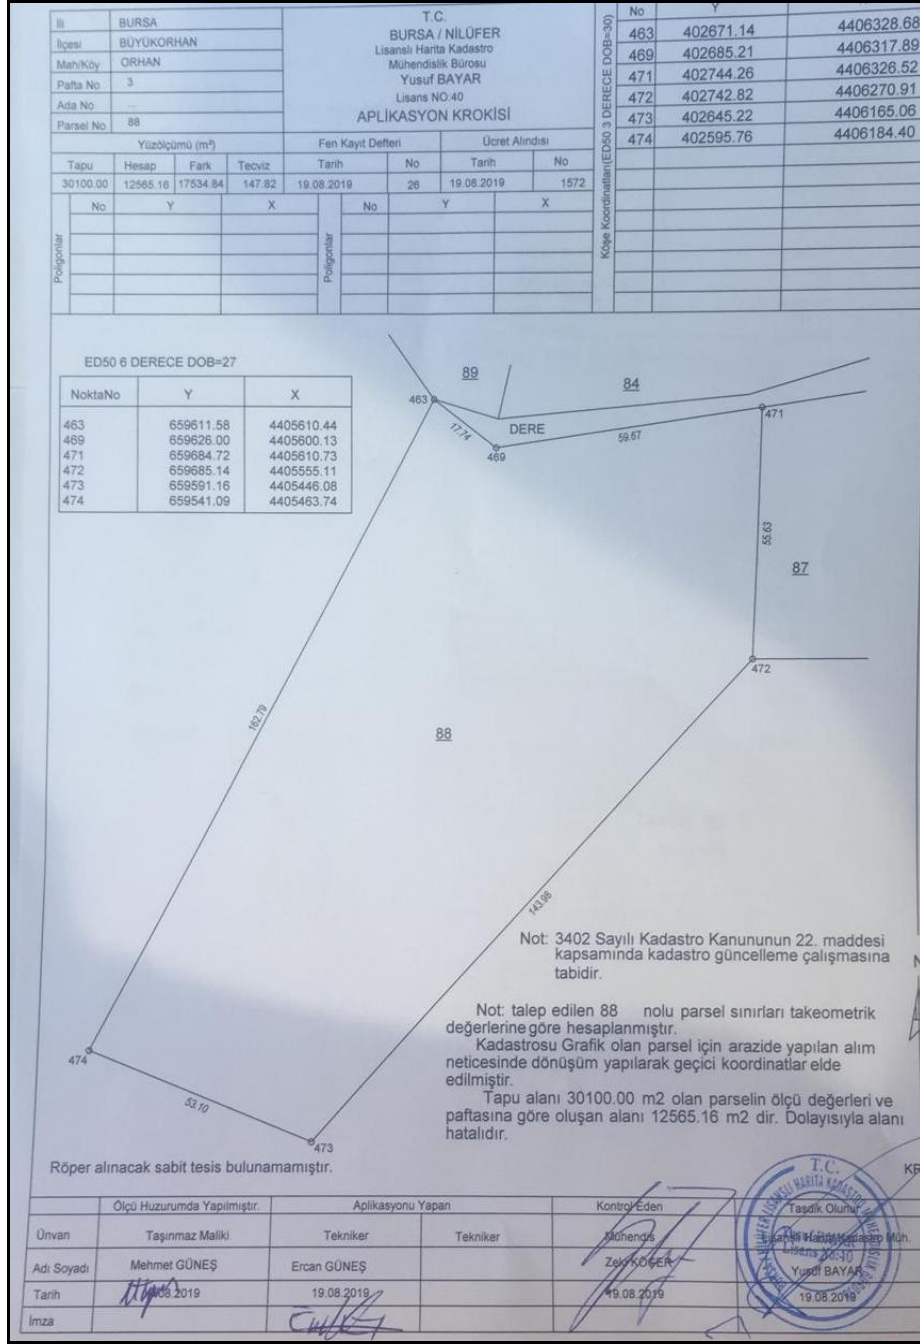 T.C.
BURSA / NİLÜFER
Lisanslı Harita Kadastro
Mühendislik Bürosu
Yusuf BAYAR
Lisans NO:40
APLİKASYON KROKİSİ
İli BURSA
İlçesi BÜYÜKORHAN
Mah/Köy ORHAN
Pafta No 3
Ada No ...
Parsel No 88
Yüzölçümü (m²) Fen Kayıt Defteri Ücret Alındısı
Tapu Hesap Fark Tecviz Tarih No Tarih No
30100.00 12565.16 17534.84 147.82 19.08.2019 26 19.08.2019 1572
Poligonlar No Y X Poligonlar No Y X
Köşe Koordinatları(ED50 3 DERECE DOB=30)
No Y
463 402671.14 4406328.68
469 402685.21 4406317.89
471 402744.26 4406326.52
472 402742.82 4406270.91
473 402645.22 4406165.06
474 402595.76 4406184.40
ED50 6 DERECE DOB=27
NoktaNo Y X
463 659611.58 4405610.44
469 659626.00 4405600.13
471 659684.72 4405610.73
472 659685.14 4405555.11
473 659591.16 4405446.08
474 659541.09 4405463.74
89
84
463
471
17.74
DERE
59.67
469
55.63
87
472
162.79
88
143.98
474
53.10
473
Not: 3402 Sayılı Kadastro Kanununun 22. maddesi
kapsamında kadastro güncelleme çalışmasına
tabidir.
Not: talep edilen 88 nolu parsel sınırları takeometrik
değerlerine göre hesaplanmıştır.
Kadastrosu Grafik olan parsel için arazide yapılan alım
neticesinde dönüşüm yapılarak geçici koordinatlar elde
edilmiştir.
Tapu alanı 30100.00 m2 olan parselin ölçü değerleri ve
paftasına göre oluşan alanı 12565.16 m2 dir. Dolayısıyla alanı
hatalıdır.
Röper alınacak sabit tesis bulunamamıştır.
Ölçü Huzurumda Yapılmıştır. Aplikasyonu Yapan Kontrol Eden Tasdik Olunur
Ünvan Taşınmaz Maliki Tekniker Tekniker Mühendis Lisanslı Harita Kadastro Müh.
Adı Soyadı Mehmet GÜNEŞ Ercan GÜNEŞ Zeki KÖÇER Yusuf BAYAR
Tarih 19.08.2019 19.08.2019 19.08.2019
İmza